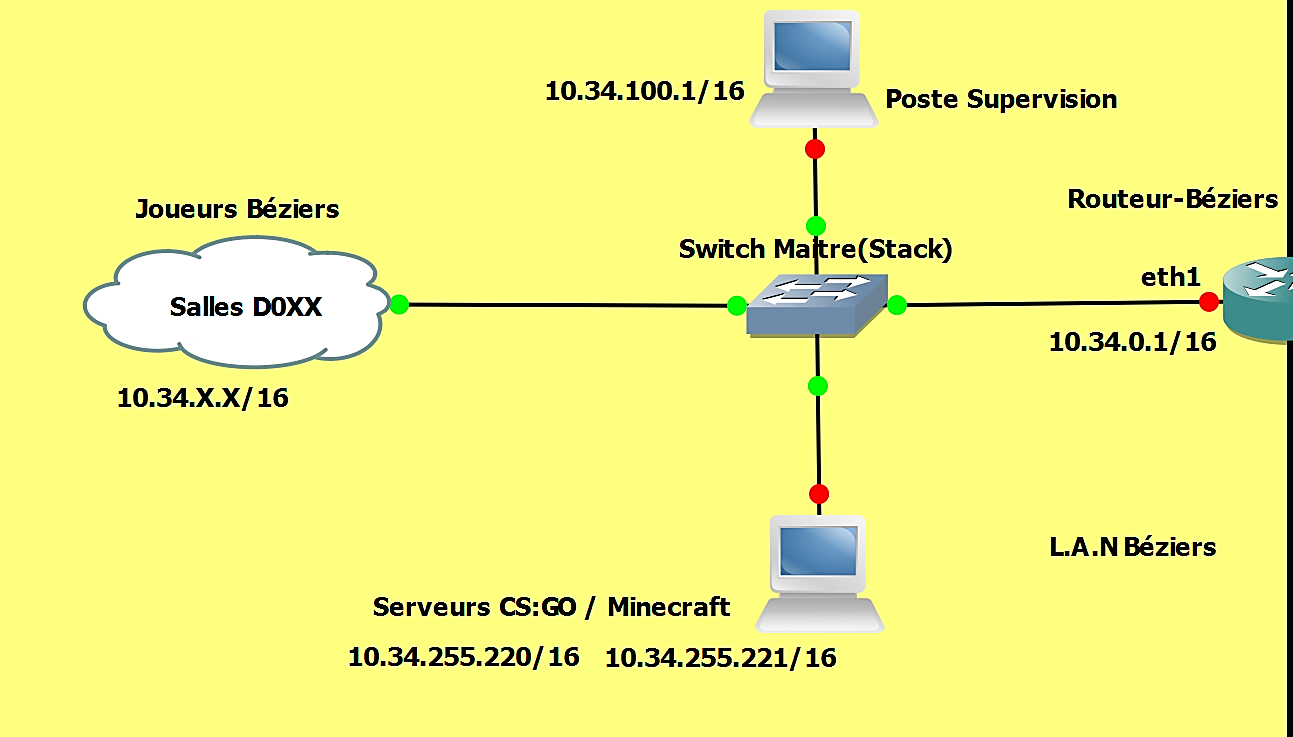 10.34.100.1/16
Poste Supervision
Joueurs Béziers
Routeur-Béziers
Switch Maitre(Stack)
eth1
Salles D0XX
10.34.0.1/16
10.34.X.X/16
L.A.N Béziers
Serveurs CS:GO / Minecraft
10.34.255.220/16 10.34.255.221/16